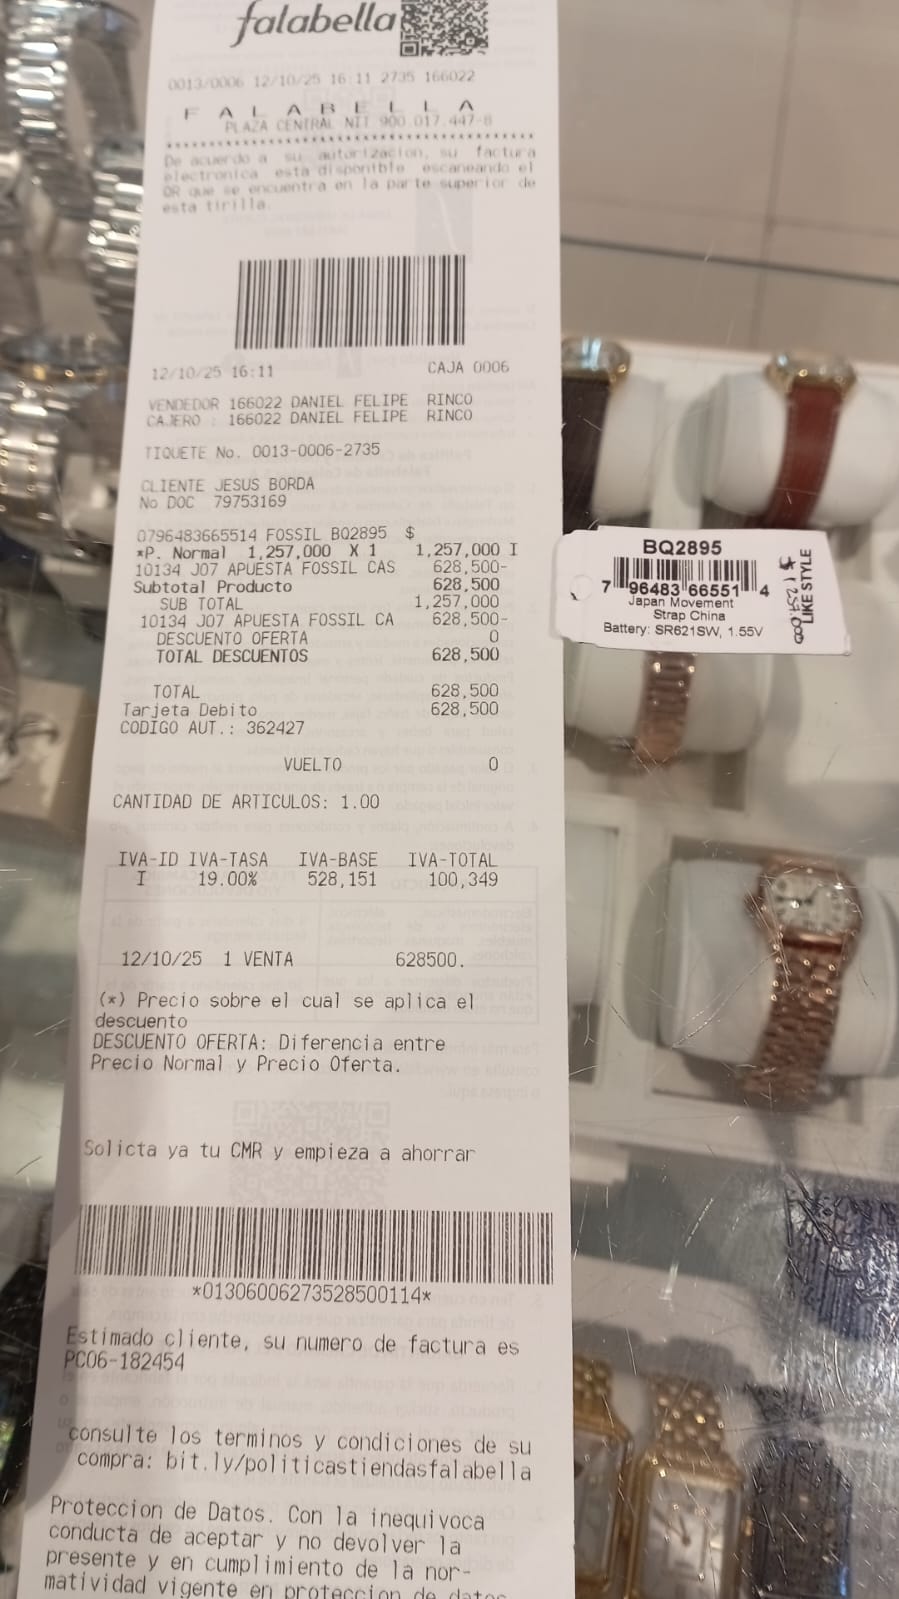 falabella
0013/0006 12/10/25 16:11 2735 166022
F A L A B E L L A
PLAZA CENTRAL NIT 900.017.447-8
De acuerdo a su autorizacion, su factura
electronica esta disponible escaneando el
QR que se encuentra en la parte superior de
esta tirilla.
12/10/25 16:11 CAJA 0006
VENDEDOR 166022 DANIEL FELIPE RINCO
CAJERO : 166022 DANIEL FELIPE RINCO
TIQUETE No. 0013-0006-2735
CLIENTE JESUS BORDA
No DOC 79753169
0796483665514 FOSSIL BQ2895 $
*P. Normal 1,257,000 X 1 1,257,000 I
10134 J07 APUESTA FOSSIL CAS 628,500-
Subtotal Producto 628,500
SUB TOTAL 1,257,000
10134 J07 APUESTA FOSSIL CA 628,500-
DESCUENTO OFERTA 0
TOTAL DESCUENTOS 628,500
TOTAL 628,500
Tarjeta Debito 628,500
CODIGO AUT.: 362427
VUELTO 0
CANTIDAD DE ARTICULOS: 1.00
IVA-ID IVA-TASA IVA-BASE IVA-TOTAL
I 19.00% 528,151 100,349
12/10/25 1 VENTA 628500.
(*) Precio sobre el cual se aplica el
descuento
DESCUENTO OFERTA: Diferencia entre
Precio Normal y Precio Oferta.
Solicta ya tu CMR y empieza a ahorrar
*01306006273528500114*
Estimado cliente, su numero de factura es
PC06-182454
consulte los terminos y condiciones de su
compra: bit.ly/politicastiendasfalabella
Proteccion de Datos. Con la inequivoca
conducta de aceptar y no devolver la
presente y en cumplimiento de la nor-
matividad vigente en proteccion de datos
BQ2895
7 96483 66551 4
Japan Movement
Strap China
Battery: SR621SW, 1.55V
LIKE STYLE